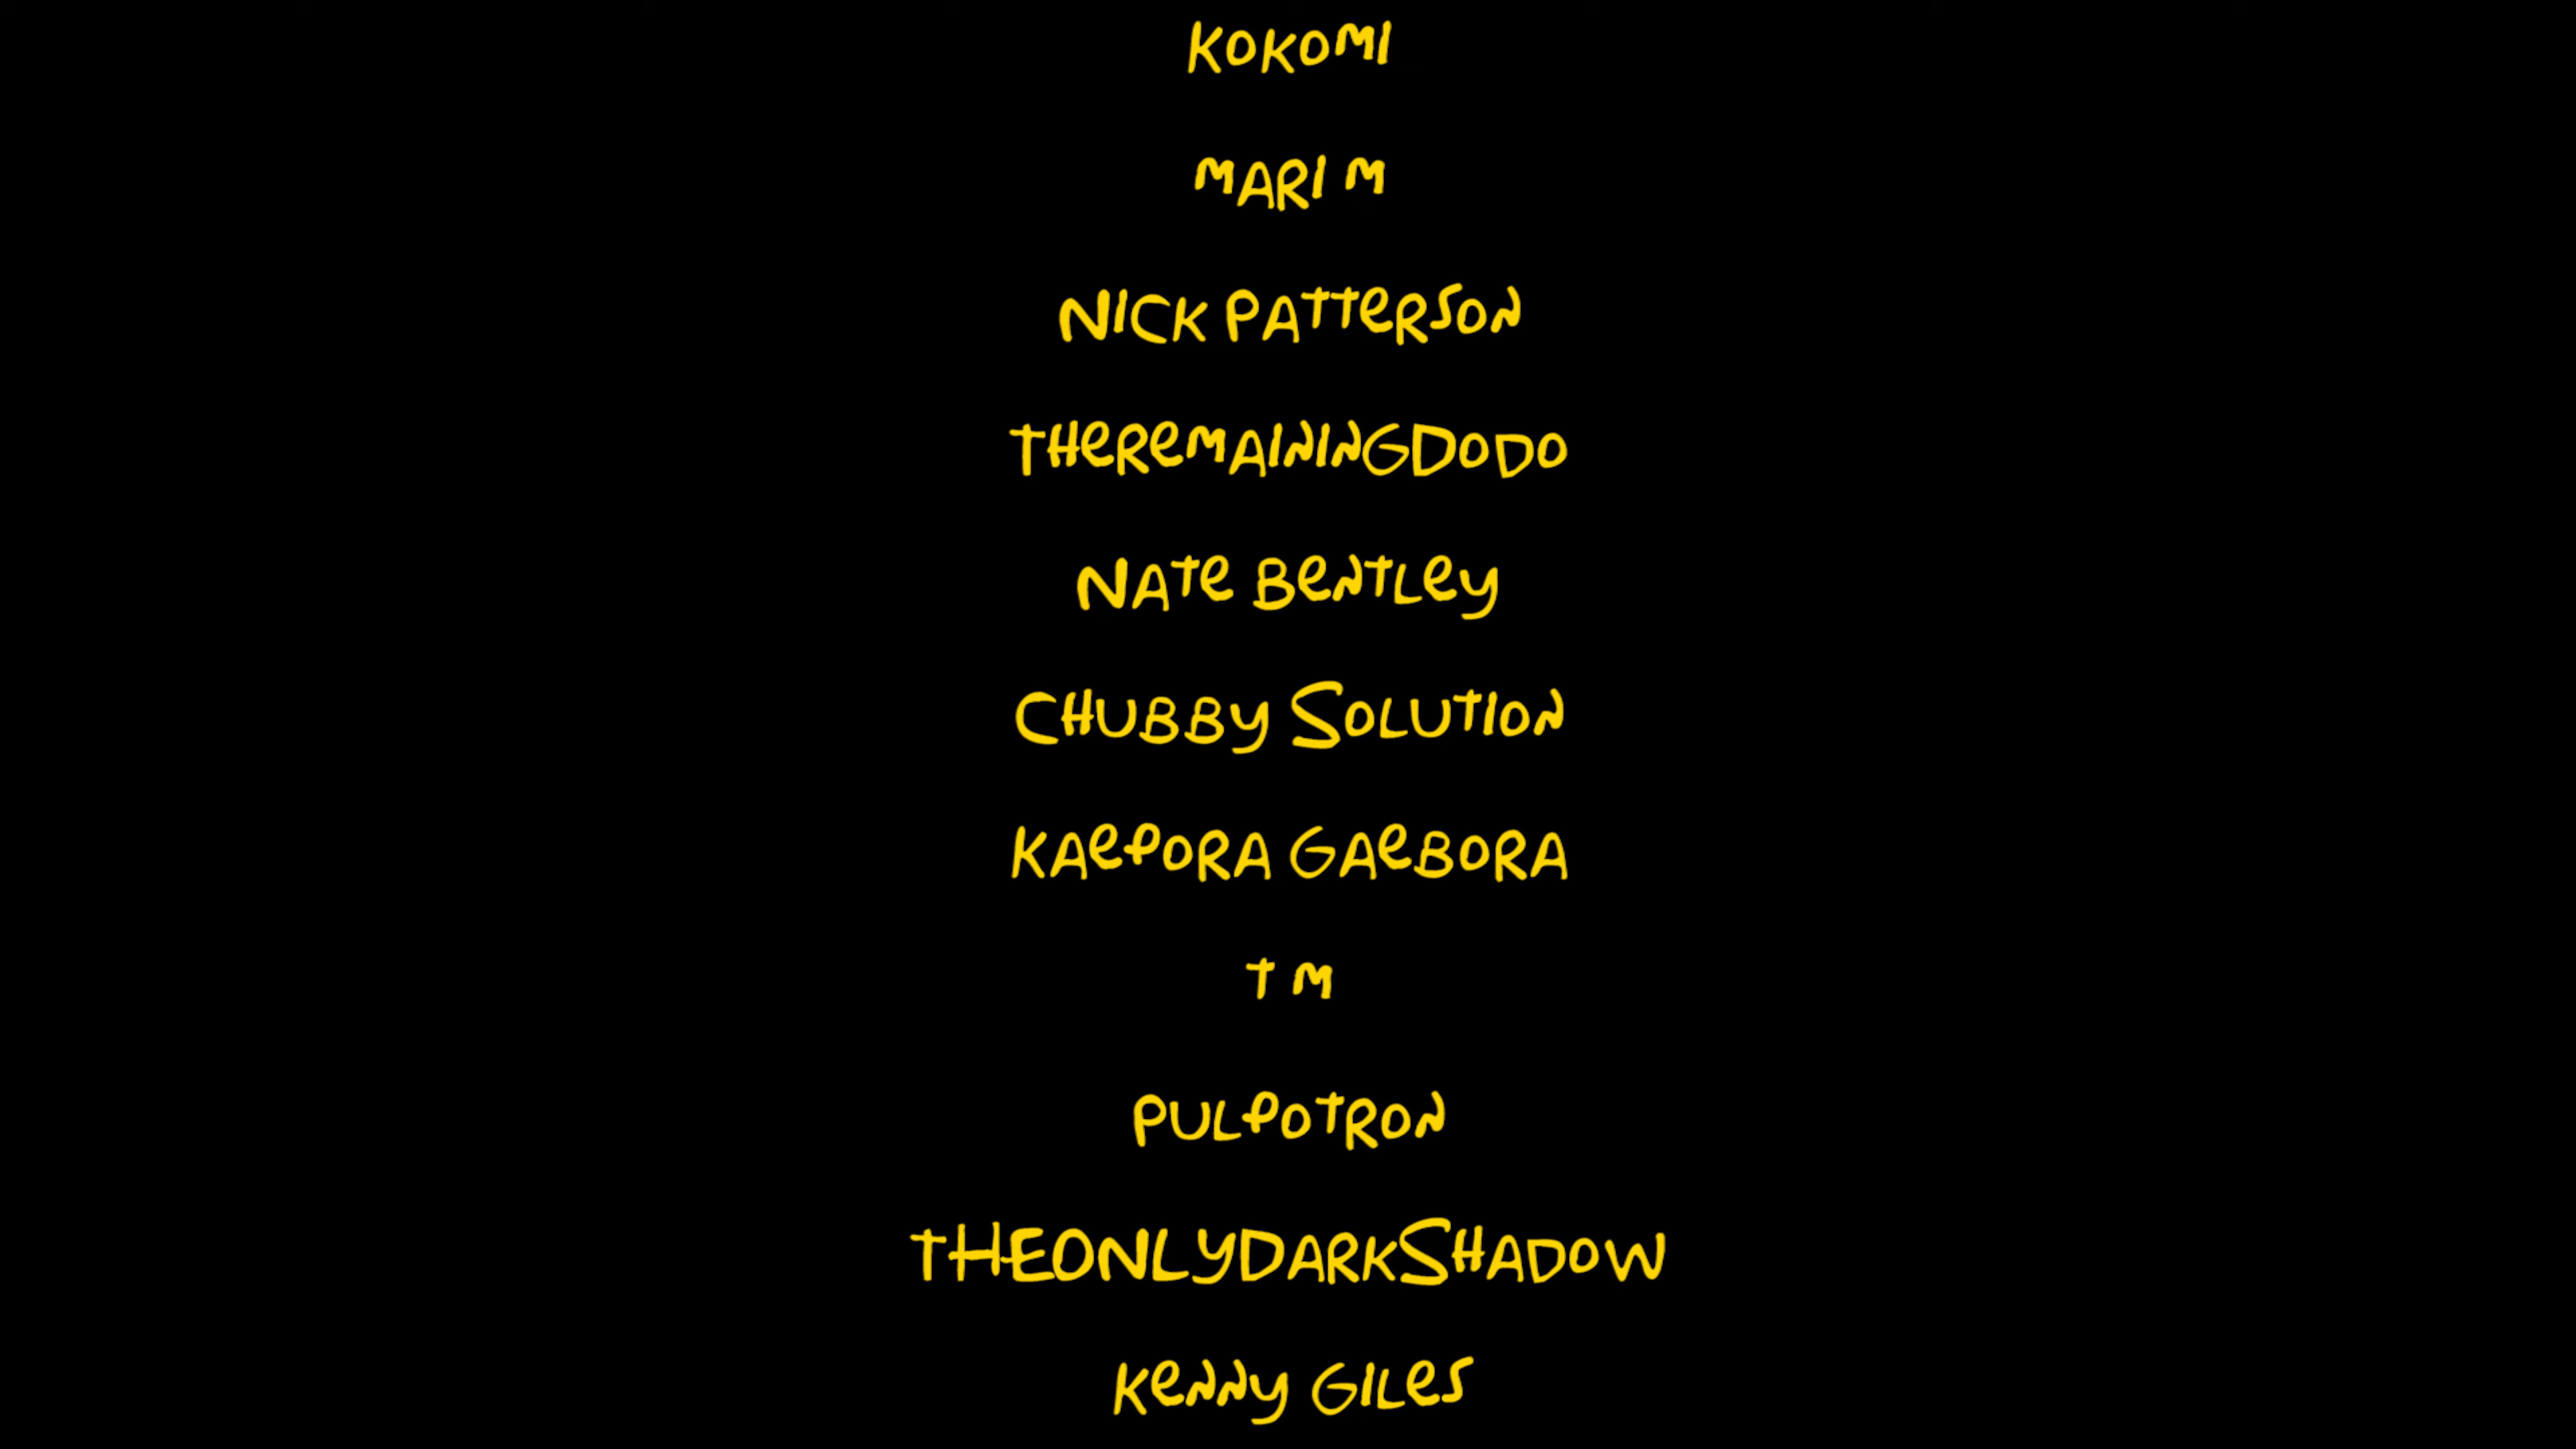 Kokomi
Mari M
Nick Patterson
TheRemainingDodo
Nate Bentley
Chubby Solution
Kaepora Gaebora
T M
Pulpotron
THEONLYDarkShadow
Kenny Giles